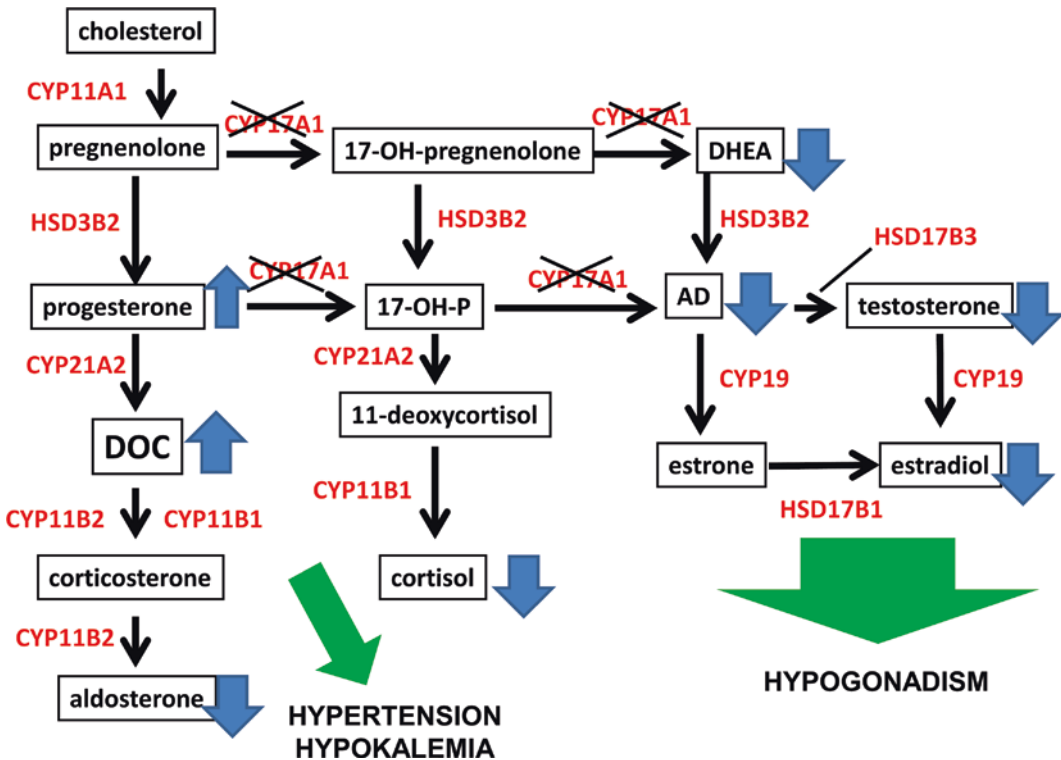 cholesterol
CYP11A1
CYP17A1
CYP17A1
pregnenolone
17-OH-pregnenolone
DHEA
HSD3B2
HSD3B2
HSD3B2
HSD17B3
CYP17A1
CYP17A1
progesterone
17-OH-P
AD
testosterone
CYP21A2
CYP21A2
CYP19
CYP19
DOC
11-deoxycortisol
estrone
estradiol
CYP11B2
CYP11B1
CYP11B1
HSD17B1
corticosterone
cortisol
CYP11B2
aldosterone
HYPERTENSION
HYPOKALEMIA
HYPOGONADISM